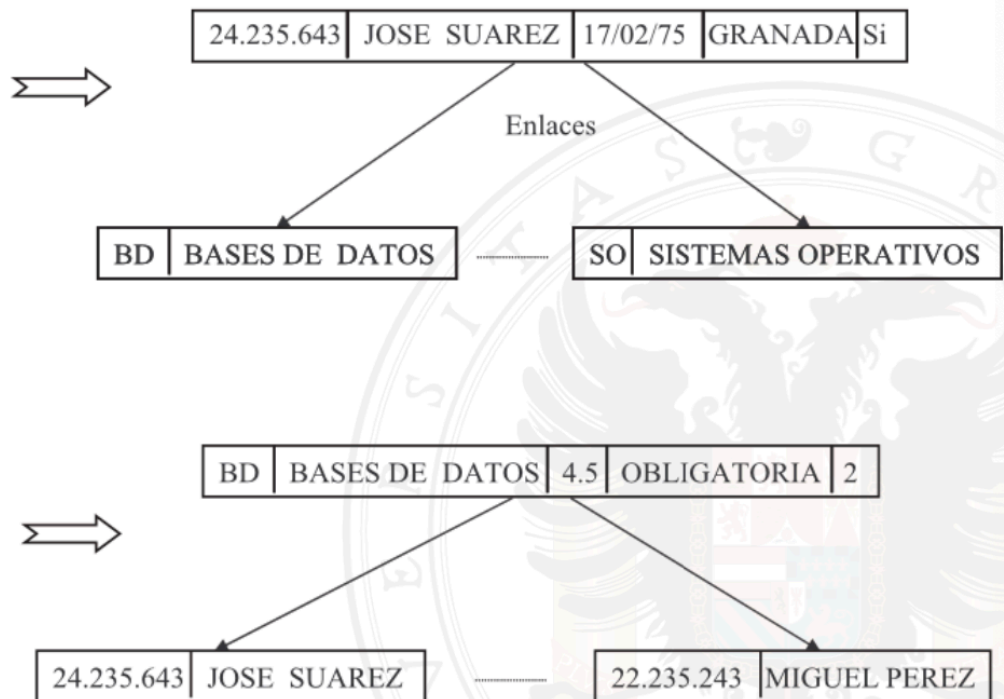 24.235.643 JOSE SUAREZ 17/02/75 GRANADA Si
Enlaces
BD BASES DE DATOS SO SISTEMAS OPERATIVOS
BD BASES DE DATOS 4.5 OBLIGATORIA 2
24.235.643 JOSE SUAREZ 22.235.243 MIGUEL PEREZ